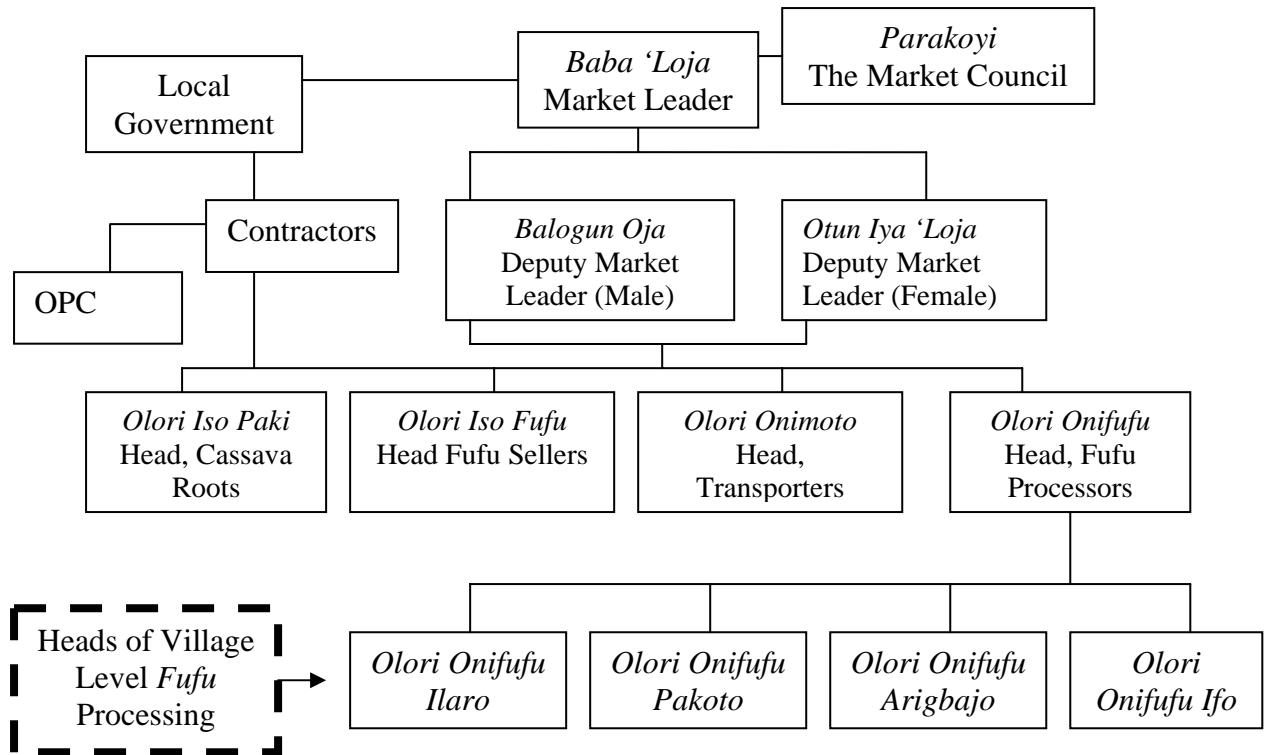 Parakoyi
The Market Council
Baba ‘Loja
Market Leader
Local
Government
Contractors
Balogun Oja
Deputy Market
Leader (Male)
Otun Iya ‘Loja
Deputy Market
Leader (Female)
OPC
Olori Iso Paki
Head, Cassava
Roots
Olori Iso Fufu
Head Fufu Sellers
Olori Onimoto
Head,
Transporters
Olori Onifufu
Head, Fufu
Processors
Heads of Village
Level Fufu
Processing
Olori Onifufu
Ilaro
Olori Onifufu
Pakoto
Olori Onifufu
Arigbajo
Olori
Onifufu Ifo